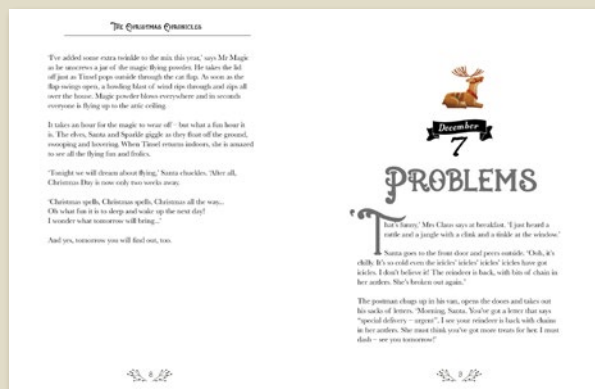 The Christmas Chronicles
'I've added some extra twinkle to the mix this year,' says Mr Magic
as he unscrews a jar of the magic flying powder. He takes the lid
off just as Tinsel pops outside through the cat flap. As soon as the
flap swings open, a howling blast of wind rips through and zips all
over the house. Magic powder blows everywhere and in seconds
everyone is flying up to the attic ceiling.
It takes an hour for the magic to wear off – but what a fun hour it
is. The elves, Santa and Sparkle giggle as they float off the ground,
swooping and hovering. When Tinsel returns indoors, she is amazed
to see all the flying fun and frolics.
'Tonight we will dream about flying,' Santa chuckles. 'After all,
Christmas Day is now only two weeks away.
'Christmas spells, Christmas spells, Christmas all the way...
Oh what fun it is to sleep and wake up the next day!
I wonder what tomorrow will bring...'
And yes, tomorrow you will find out, too.
8
December
7
Problems
'That's funny,' Mrs Claus says at breakfast. 'I just heard a
rattle and a jangle with a clink and a tinkle at the window.'
Santa goes to the front door and peers outside. 'Ooh, it's
chilly. It's so cold even the icicles' icicles' icicles' icicles have got
icicles. I don't believe it! The reindeer is back, with bits of chain in
her antlers. She's broken out again.'
The postman chugs up in his van, opens the doors and takes out
his sacks of letters. 'Morning, Santa. You've got a letter that says
"special delivery – urgent". I see your reindeer is back with chains
in her antlers. She must think you've got more treats for her. I must
dash – see you tomorrow!'
9